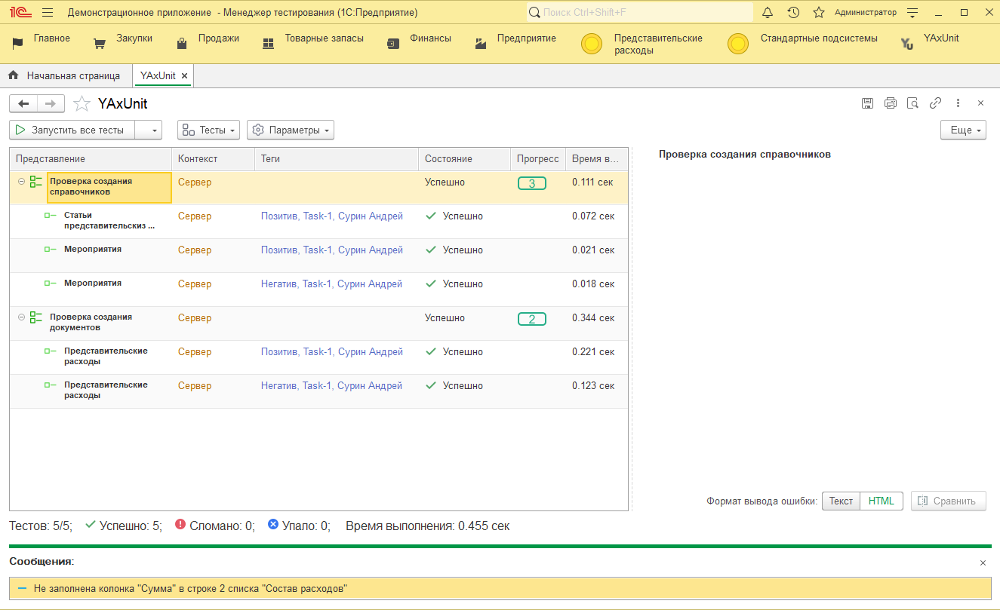 1С Демонстрационное приложение - Менеджер тестирования (1С:Предприятие) Поиск Ctrl+Shift+F Администратор
Главное Закупки Продажи Товарные запасы Финансы Предприятие Представительские расходы Стандартные подсистемы YAxUnit
Начальная страница YAxUnit
YAxUnit
Запустить все тесты Тесты Параметры Еще
Представление Контекст Теги Состояние Прогресс Время в...
Проверка создания справочников
Проверка создания справочников Сервер Успешно 3 0.111 сек
Статьи представительскиз ... Сервер Позитив, Task-1, Сурин Андрей Успешно 0.072 сек
Мероприятия Сервер Позитив, Task-1, Сурин Андрей Успешно 0.021 сек
Мероприятия Сервер Негатив, Task-1, Сурин Андрей Успешно 0.018 сек
Проверка создания документов Сервер Успешно 2 0.344 сек
Представительские расходы Сервер Позитив, Task-1, Сурин Андрей Успешно 0.221 сек
Представительские расходы Сервер Негатив, Task-1, Сурин Андрей Успешно 0.123 сек
Формат вывода ошибки: Текст HTML Сравнить
Тестов: 5/5; Успешно: 5; Сломано: 0; Упало: 0; Время выполнения: 0.455 сек
Сообщения:
Не заполнена колонка "Сумма" в строке 2 списка "Состав расходов"